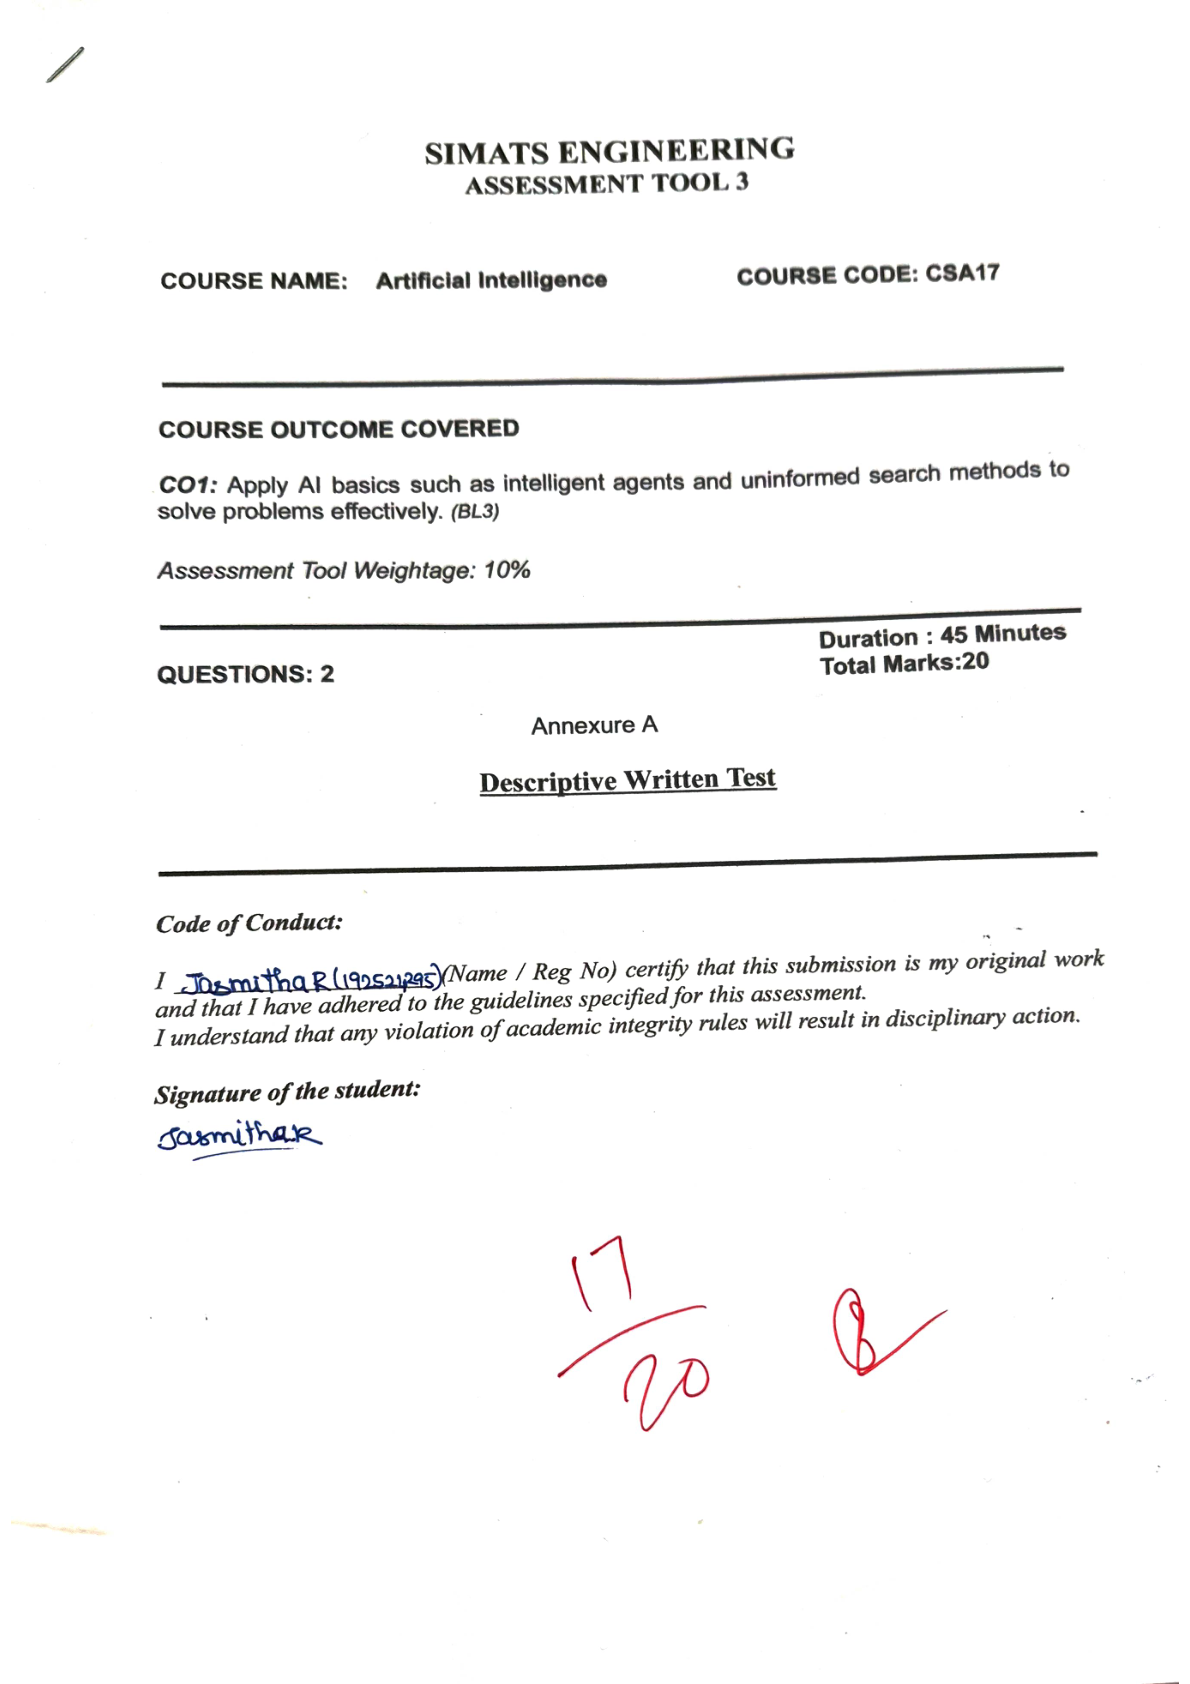 SIMATS ENGINEERING
ASSESSMENT TOOL 3
COURSE NAME: Artificial Intelligence COURSE CODE: CSA17
COURSE OUTCOME COVERED
CO1: Apply AI basics such as intelligent agents and uninformed search methods to
solve problems effectively. (BL3)
Assessment Tool Weightage: 10%
Duration : 45 Minutes
QUESTIONS: 2 Total Marks:20
Annexure A
Descriptive Written Test
Code of Conduct:
I Jasmitha R (192521295) (Name / Reg No) certify that this submission is my original work
and that I have adhered to the guidelines specified for this assessment.
I understand that any violation of academic integrity rules will result in disciplinary action.
Signature of the student:
Jasmitha.R
17
20